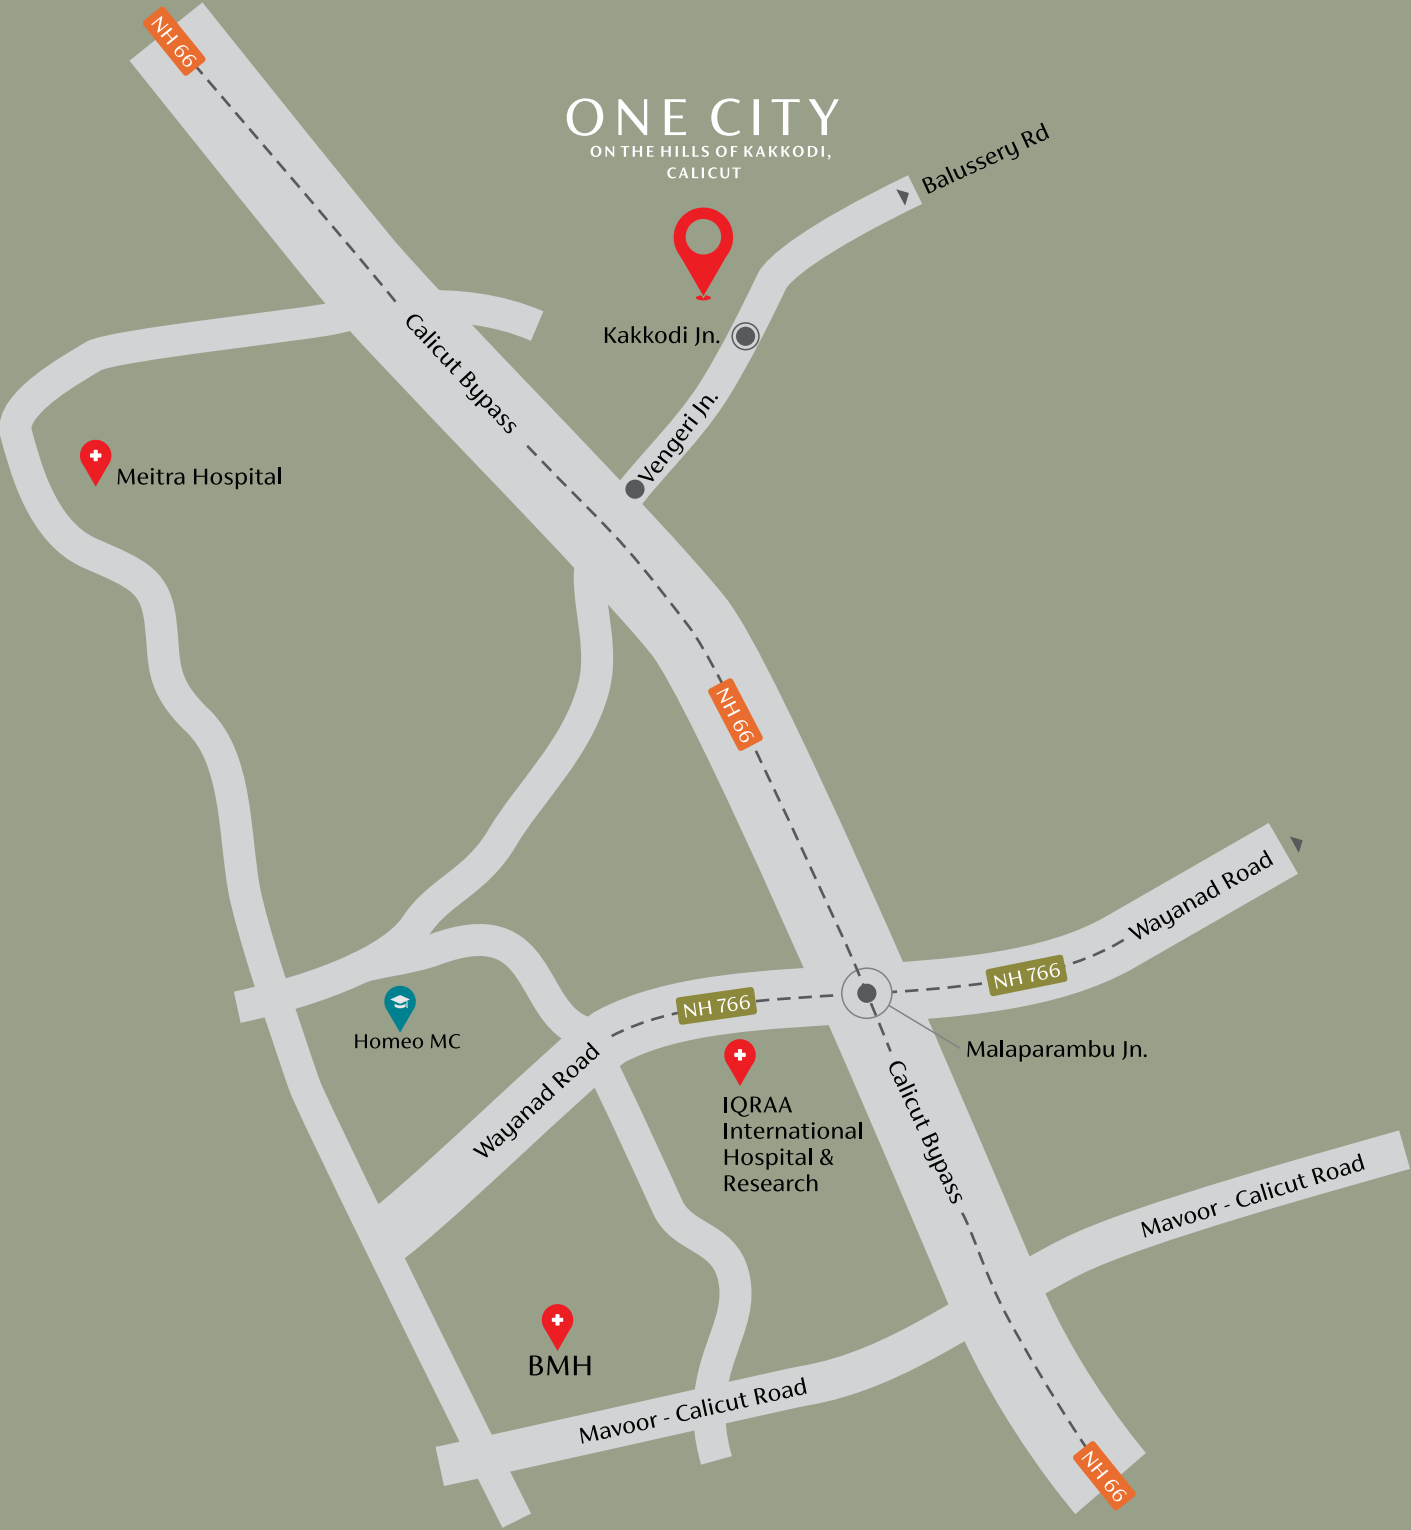 NH 66
ONE CITY
ON THE HILLS OF KAKKODI,
CALICUT
Balussery Rd
Calicut Bypass
Kakkodi Jn.
Vengeri Jn.
Meitra Hospital
NH 66
Wayanad Road
NH 766
NH 766
Homeo MC
Wayanad Road
Malaparambu Jn.
IQRAA
International
Hospital &
Research
Calicut Bypass
Mavoor - Calicut Road
BMH
Mavoor - Calicut Road
NH 66